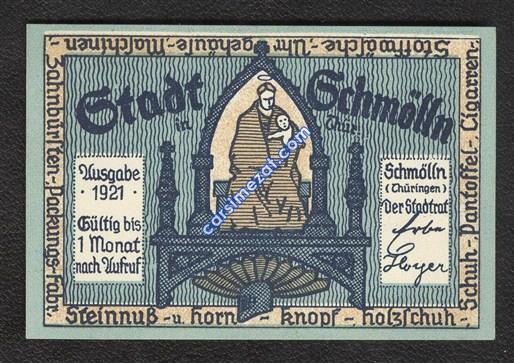 Stoffwäsche-, Uhrgehäuse-Maschinen-
Zahnbürsten-Packungs-Fabr.
Stadt
in
Schmölln
Thür.
Ausgabe
· 1921 ·
Gültig bis
1 Monat
nach Aufruf
Schmölln
(Thüringen)
Der Stadtrat
carsimezat.com
Cigarren-
Schuh-Pantoffel-
Steinnuß-u. horn-knopf-holzschuh-